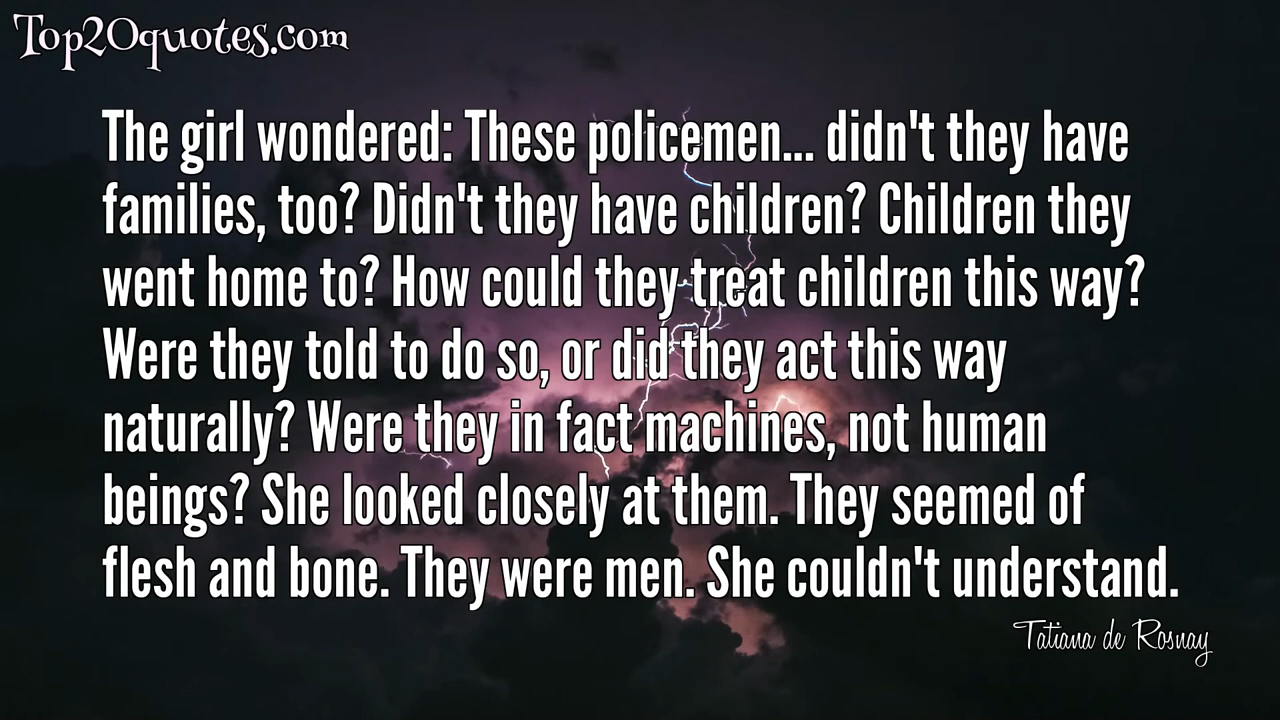 Top20quotes.com
The girl wondered: These policemen... didn't they have
families, too? Didn't they have children? Children they
went home to? How could they treat children this way?
Were they told to do so, or did they act this way
naturally? Were they in fact machines, not human
beings? She looked closely at them. They seemed of
flesh and bone. They were men. She couldn't understand.
Tatiana de Rosnay